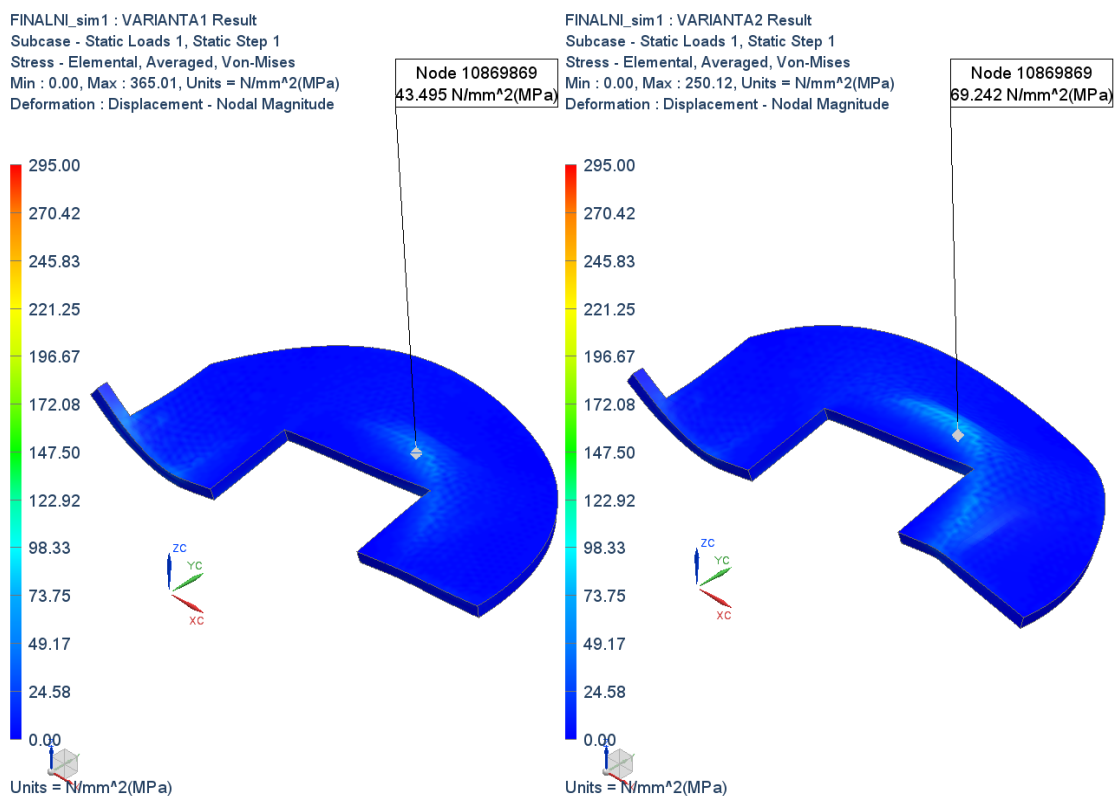 FINALNI_sim1 : VARIANTA1 Result
Subcase - Static Loads 1, Static Step 1
Stress - Elemental, Averaged, Von-Mises
Min : 0.00, Max : 365.01, Units = N/mm^2(MPa)
Deformation : Displacement - Nodal Magnitude
Node 10869869
43.495 N/mm^2(MPa)
295.00
270.42
245.83
221.25
196.67
172.08
147.50
122.92
98.33
73.75
49.17
24.58
0.00
ZC
YC
XC
Units = N/mm^2(MPa)
FINALNI_sim1 : VARIANTA2 Result
Subcase - Static Loads 1, Static Step 1
Stress - Elemental, Averaged, Von-Mises
Min : 0.00, Max : 250.12, Units = N/mm^2(MPa)
Deformation : Displacement - Nodal Magnitude
Node 10869869
69.242 N/mm^2(MPa)
295.00
270.42
245.83
221.25
196.67
172.08
147.50
122.92
98.33
73.75
49.17
24.58
0.00
ZC
YC
XC
Units = N/mm^2(MPa)